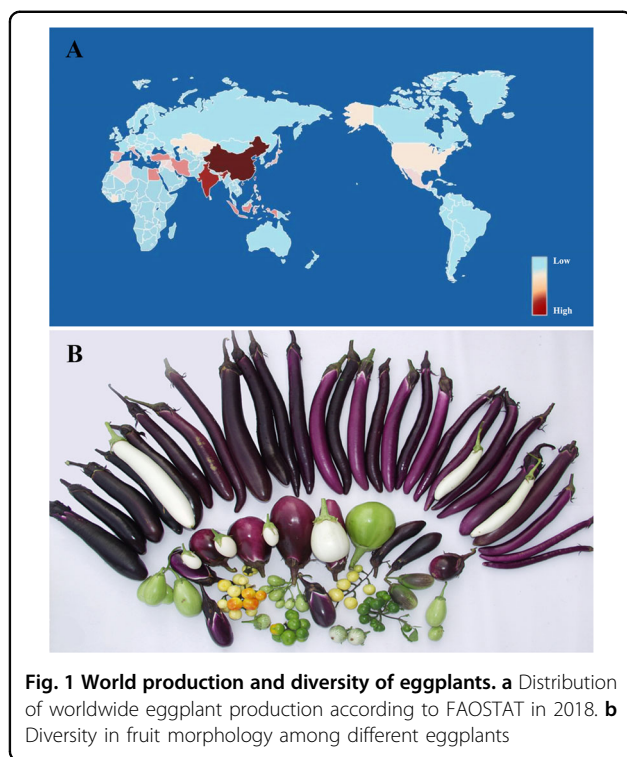 A
Low
High
B
Fig. 1 World production and diversity of eggplants. a Distribution
of worldwide eggplant production according to FAOSTAT in 2018. b
Diversity in fruit morphology among different eggplants